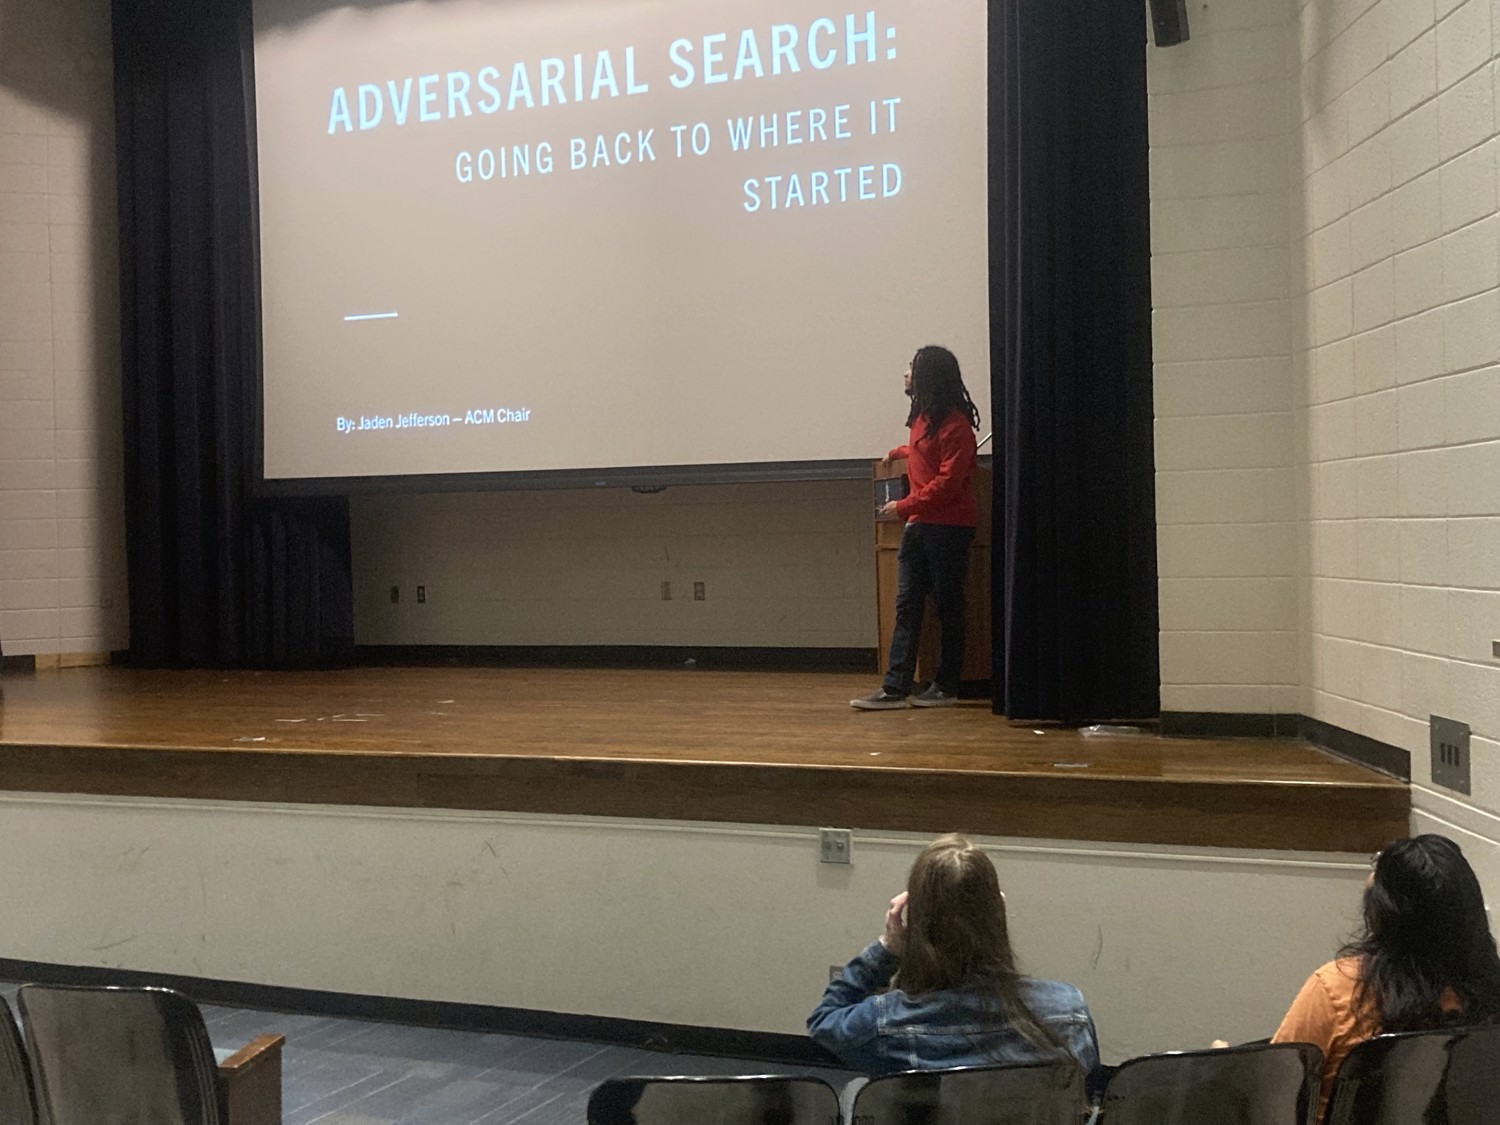 ADVERSARIAL SEARCH:
GOING BACK TO WHERE IT
STARTED
By: Jaden Jefferson – ACM Chair